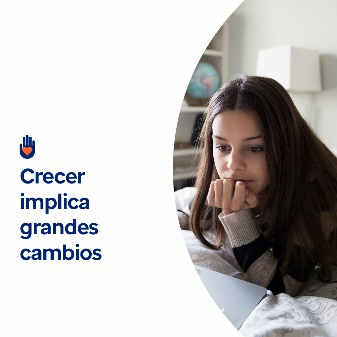 Crecer
implica
grandes
cambios